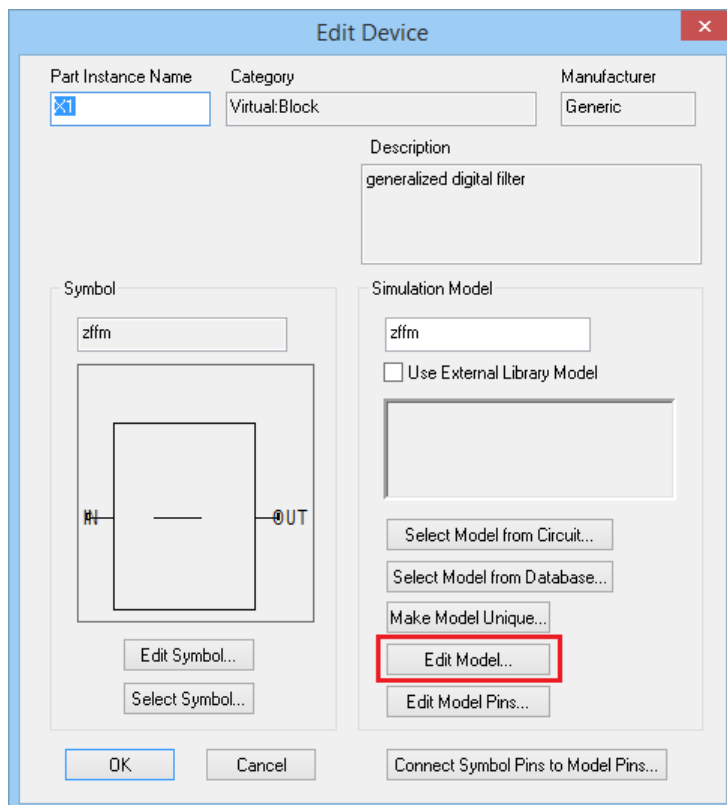 Edit Device
Part Instance Name
Category
Manufacturer
X1
Virtual:Block
Generic
Description
generalized digital filter
Symbol
zffm
IN
OUT
Edit Symbol...
Select Symbol...
Simulation Model
zffm
Use External Library Model
Select Model from Circuit...
Select Model from Database...
Make Model Unique...
Edit Model...
Edit Model Pins...
OK
Cancel
Connect Symbol Pins to Model Pins...